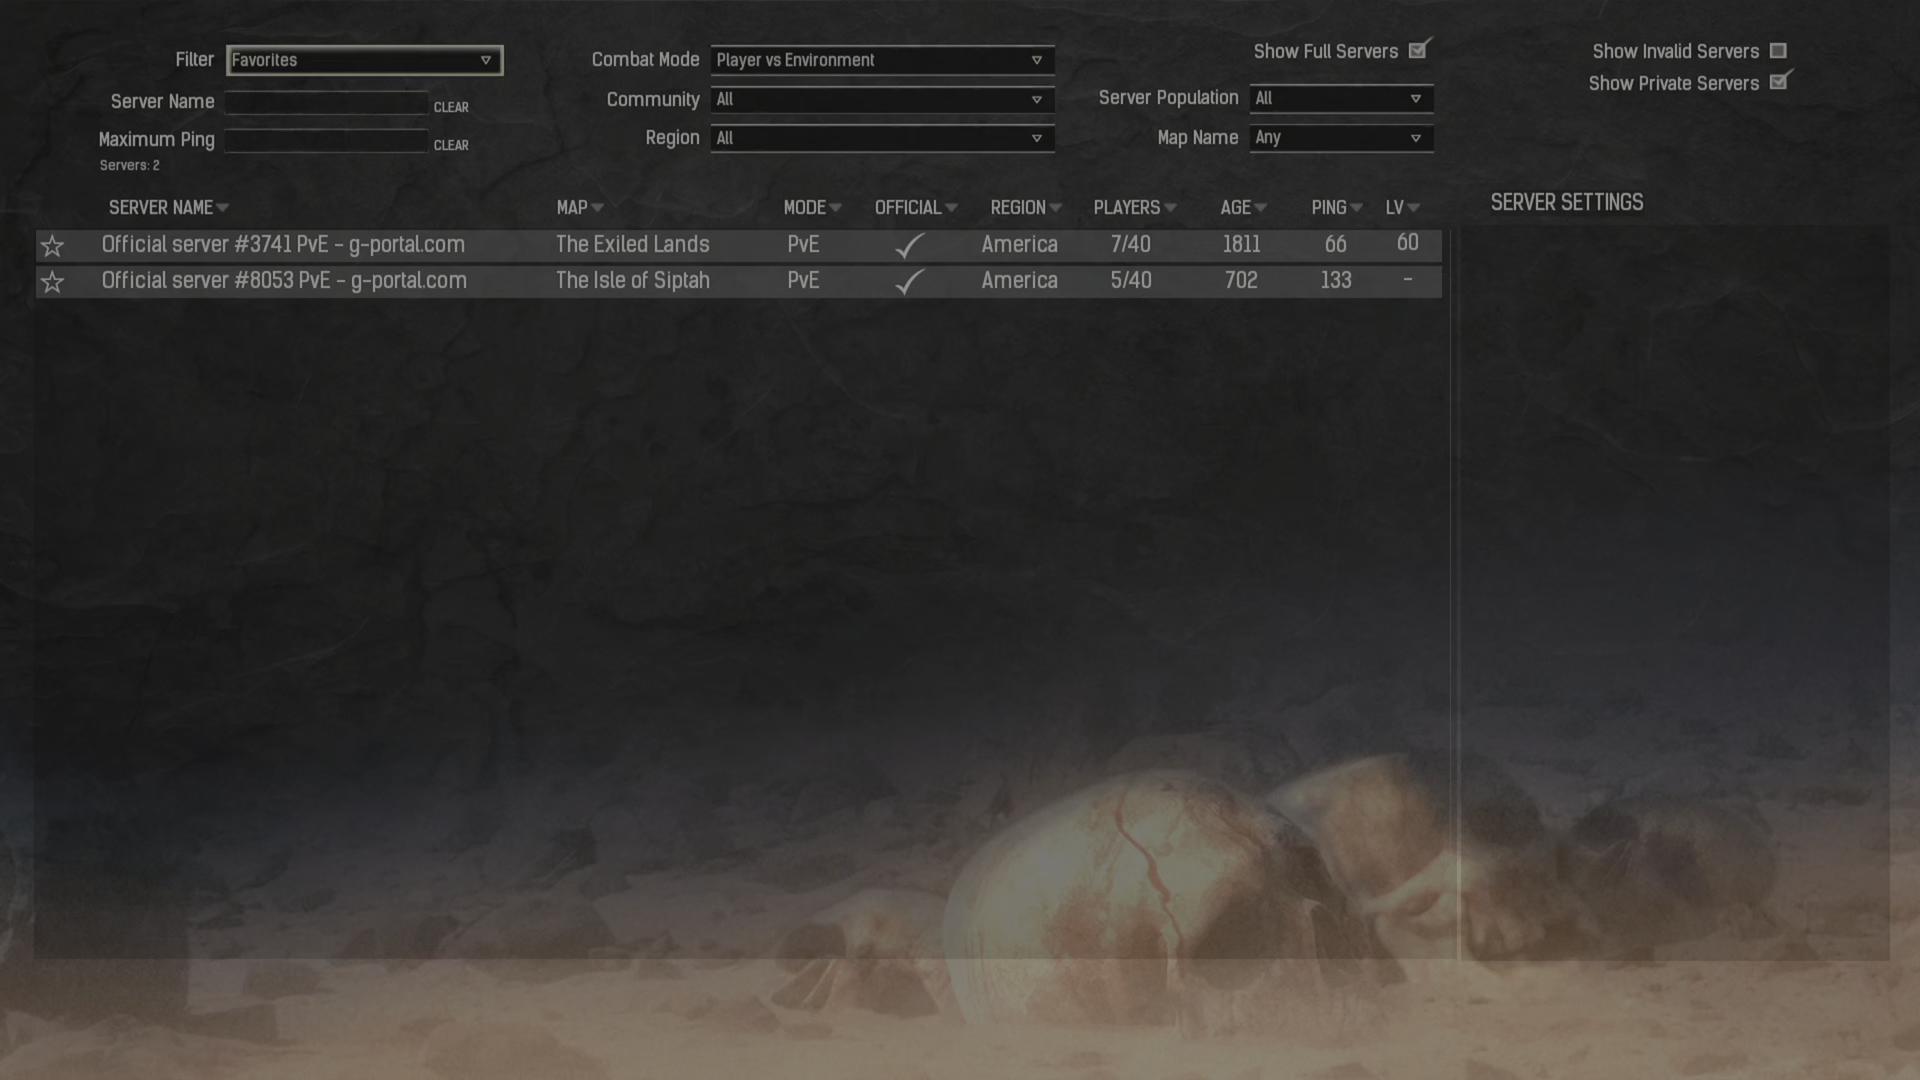 Filter Favorites
Server Name CLEAR
Maximum Ping CLEAR
Servers: 2
Combat Mode Player vs Environment
Community All
Region All
Show Full Servers
Server Population All
Map Name Any
Show Invalid Servers
Show Private Servers
SERVER NAME MAP MODE OFFICIAL REGION PLAYERS AGE PING LV
Official server #3741 PvE - g-portal.com The Exiled Lands PvE America 7/40 1811 66 60
Official server #8053 PvE - g-portal.com The Isle of Siptah PvE America 5/40 702 133 -
SERVER SETTINGS